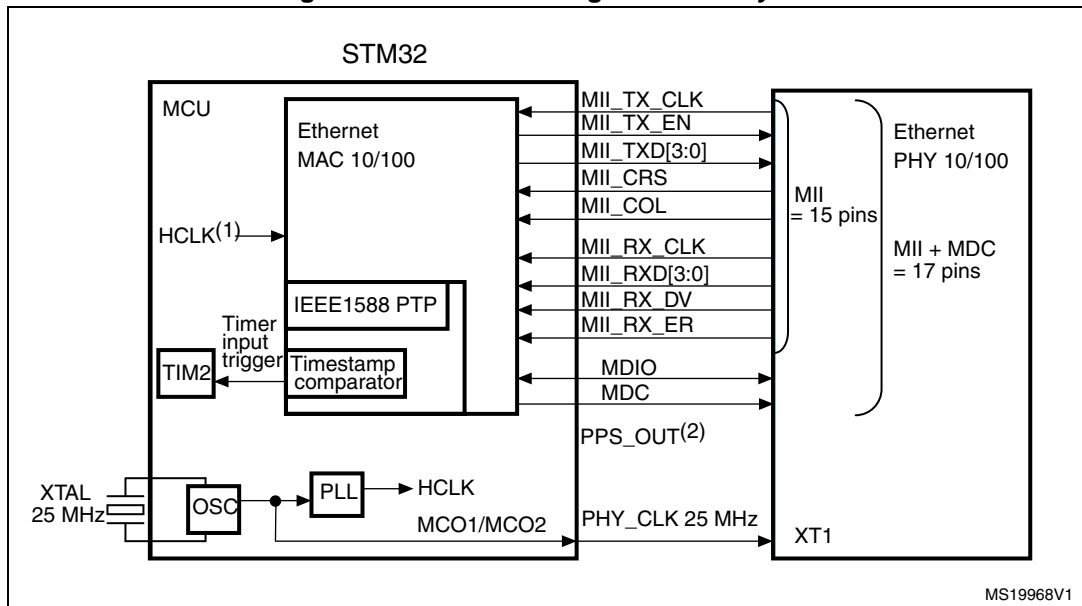 STM32
MCU
Ethernet
MAC 10/100
HCLK(1)
IEEE1588 PTP
Timer
input
trigger
TIM2
Timestamp
comparator
XTAL
25 MHz
OSC
PLL
HCLK
MCO1/MCO2
MII_TX_CLK
MII_TX_EN
MII_TXD[3:0]
MII_CRS
MII_COL
MII_RX_CLK
MII_RXD[3:0]
MII_RX_DV
MII_RX_ER
MDIO
MDC
PPS_OUT(2)
PHY_CLK 25 MHz
MII
= 15 pins
Ethernet
PHY 10/100
MII + MDC
= 17 pins
XT1
MS19968V1